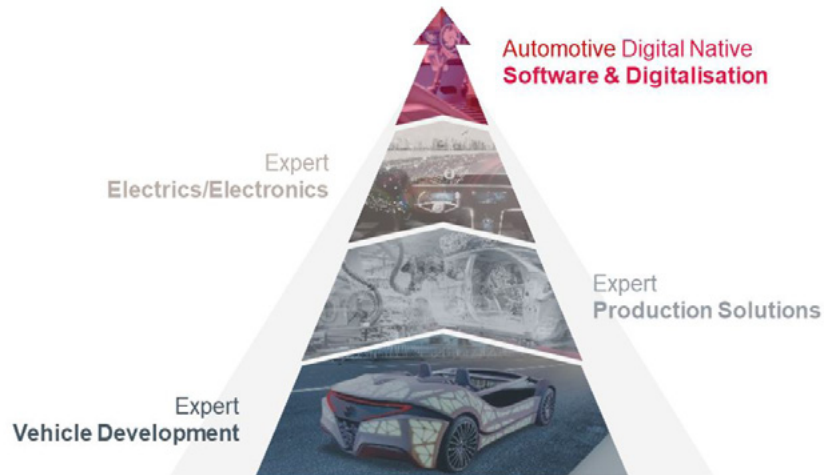 Automotive Digital Native
Software & Digitalisation
Expert
Electrics/Electronics
Expert
Production Solutions
Expert
Vehicle Development